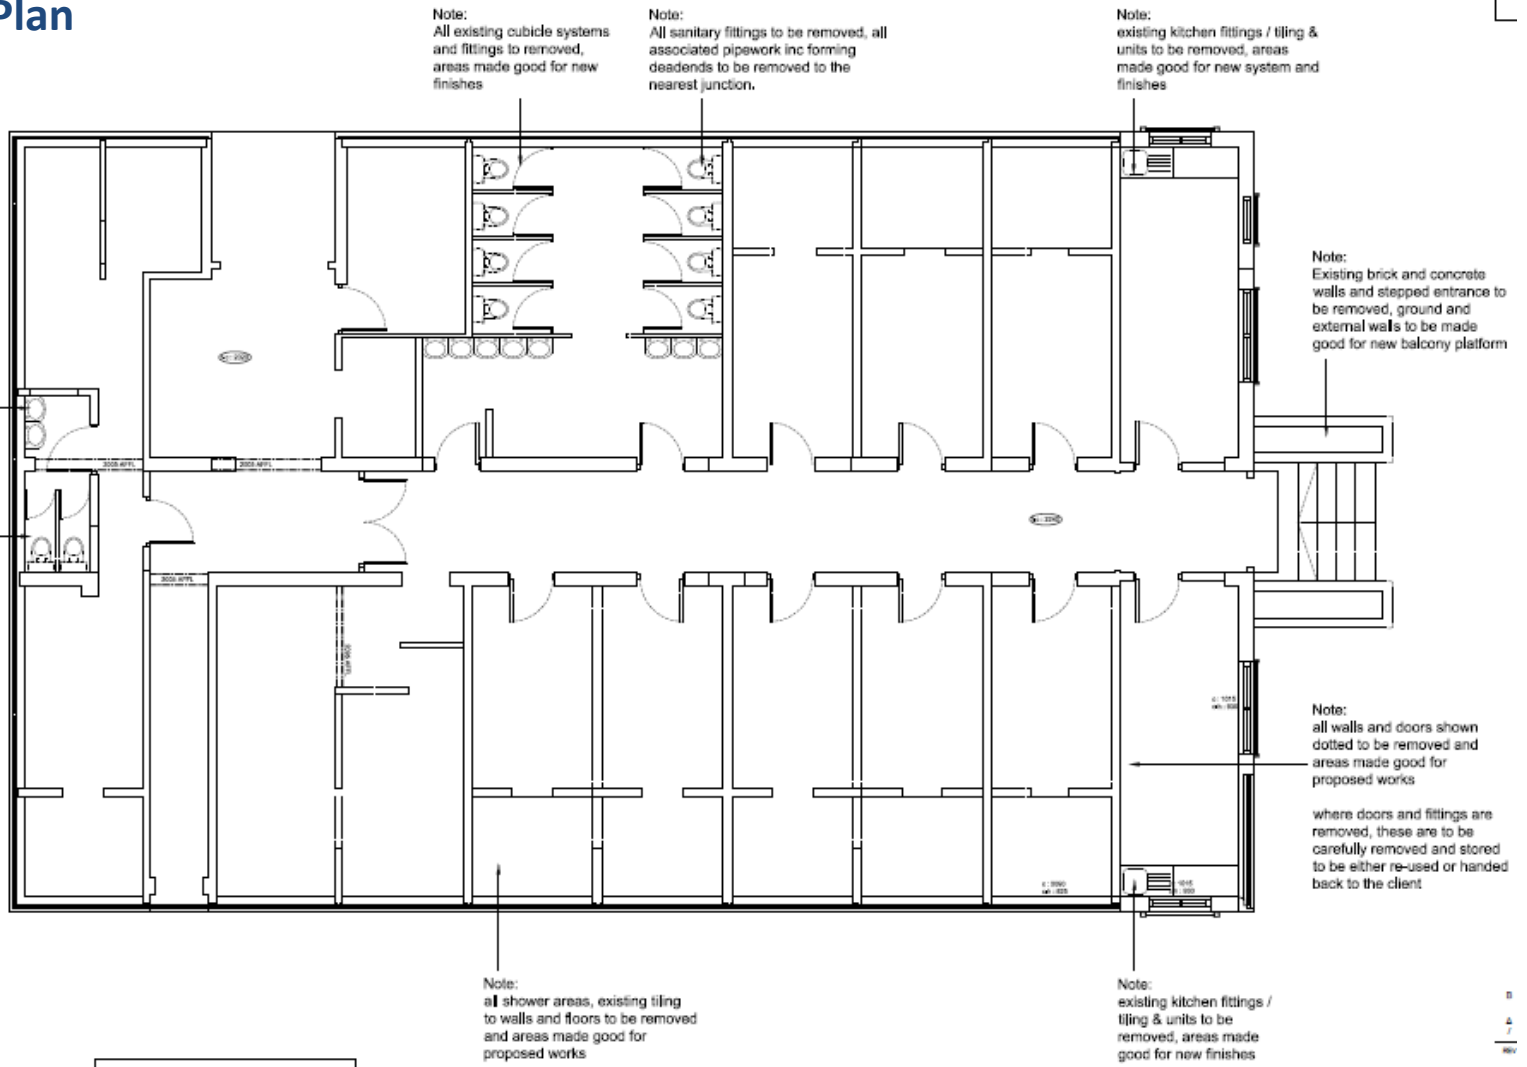 Plan
Note:
All existing cubicle systems
and fittings to removed,
areas made good for new
finishes
Note:
All sanitary fittings to be removed, all
associated pipework inc forming
deadends to be removed to the
nearest junction.
Note:
existing kitchen fittings / tiling &
units to be removed, areas
made good for new system and
finishes
Note:
Existing brick and concrete
walls and stepped entrance to
be removed, ground and
external walls to be made
good for new balcony platform
Note:
all walls and doors shown
dotted to be removed and
areas made good for
proposed works
where doors and fittings are
removed, these are to be
carefully removed and stored
to be either re-used or handed
back to the client
Note:
all shower areas, existing tiling
to walls and floors to be removed
and areas made good for
proposed works
Note:
existing kitchen fittings /
tiling & units to be
removed, areas made
good for new finishes
REV